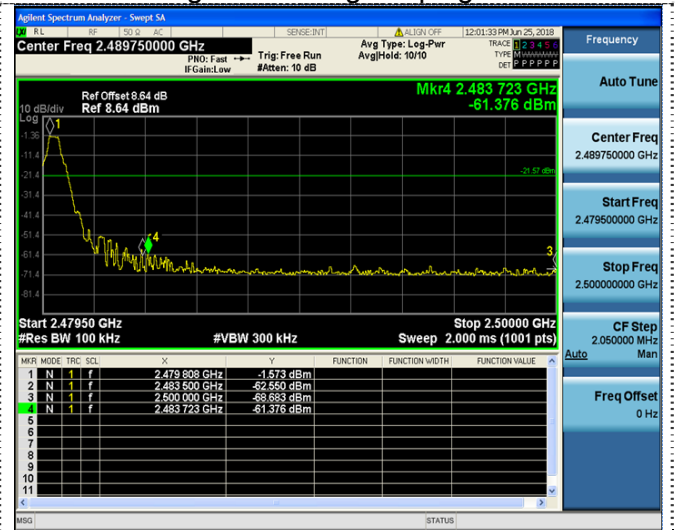 Agilent Spectrum Analyzer - Swept SA
RL RF 50 Ω AC SENSE:INT ALIGN OFF 12:01:33 PM Jun 25, 2018
Center Freq 2.489750000 GHz
PNO: Fast
IFGain:Low
Trig: Free Run
#Atten: 10 dB
Avg Type: Log-Pwr
Avg|Hold: 10/10
TRACE 1 2 3 4 5 6
TYPE M
DET P P P P P P
Frequency
Mkr4 2.483 723 GHz
-61.376 dBm
Ref Offset 8.64 dB
10 dB/div Ref 8.64 dBm
Log
-1.36
-11.4
-21.4
-31.4
-41.4
-51.4
-61.4
-71.4
-81.4
1
4
3
-21.57 dBm
Start 2.47950 GHz Stop 2.50000 GHz
#Res BW 100 kHz #VBW 300 kHz Sweep 2.000 ms (1001 pts)
MKR MODE TRC SCL X Y FUNCTION FUNCTION WIDTH FUNCTION VALUE
1 N 1 f 2.479 808 GHz -1.573 dBm
2 N 1 f 2.483 500 GHz -62.550 dBm
3 N 1 f 2.500 000 GHz -68.683 dBm
4 N 1 f 2.483 723 GHz -61.376 dBm
5
6
7
8
9
10
11
MSG STATUS
Auto Tune
Center Freq
2.489750000 GHz
Start Freq
2.479500000 GHz
Stop Freq
2.500000000 GHz
CF Step
2.050000 MHz
Auto Man
Freq Offset
0 Hz